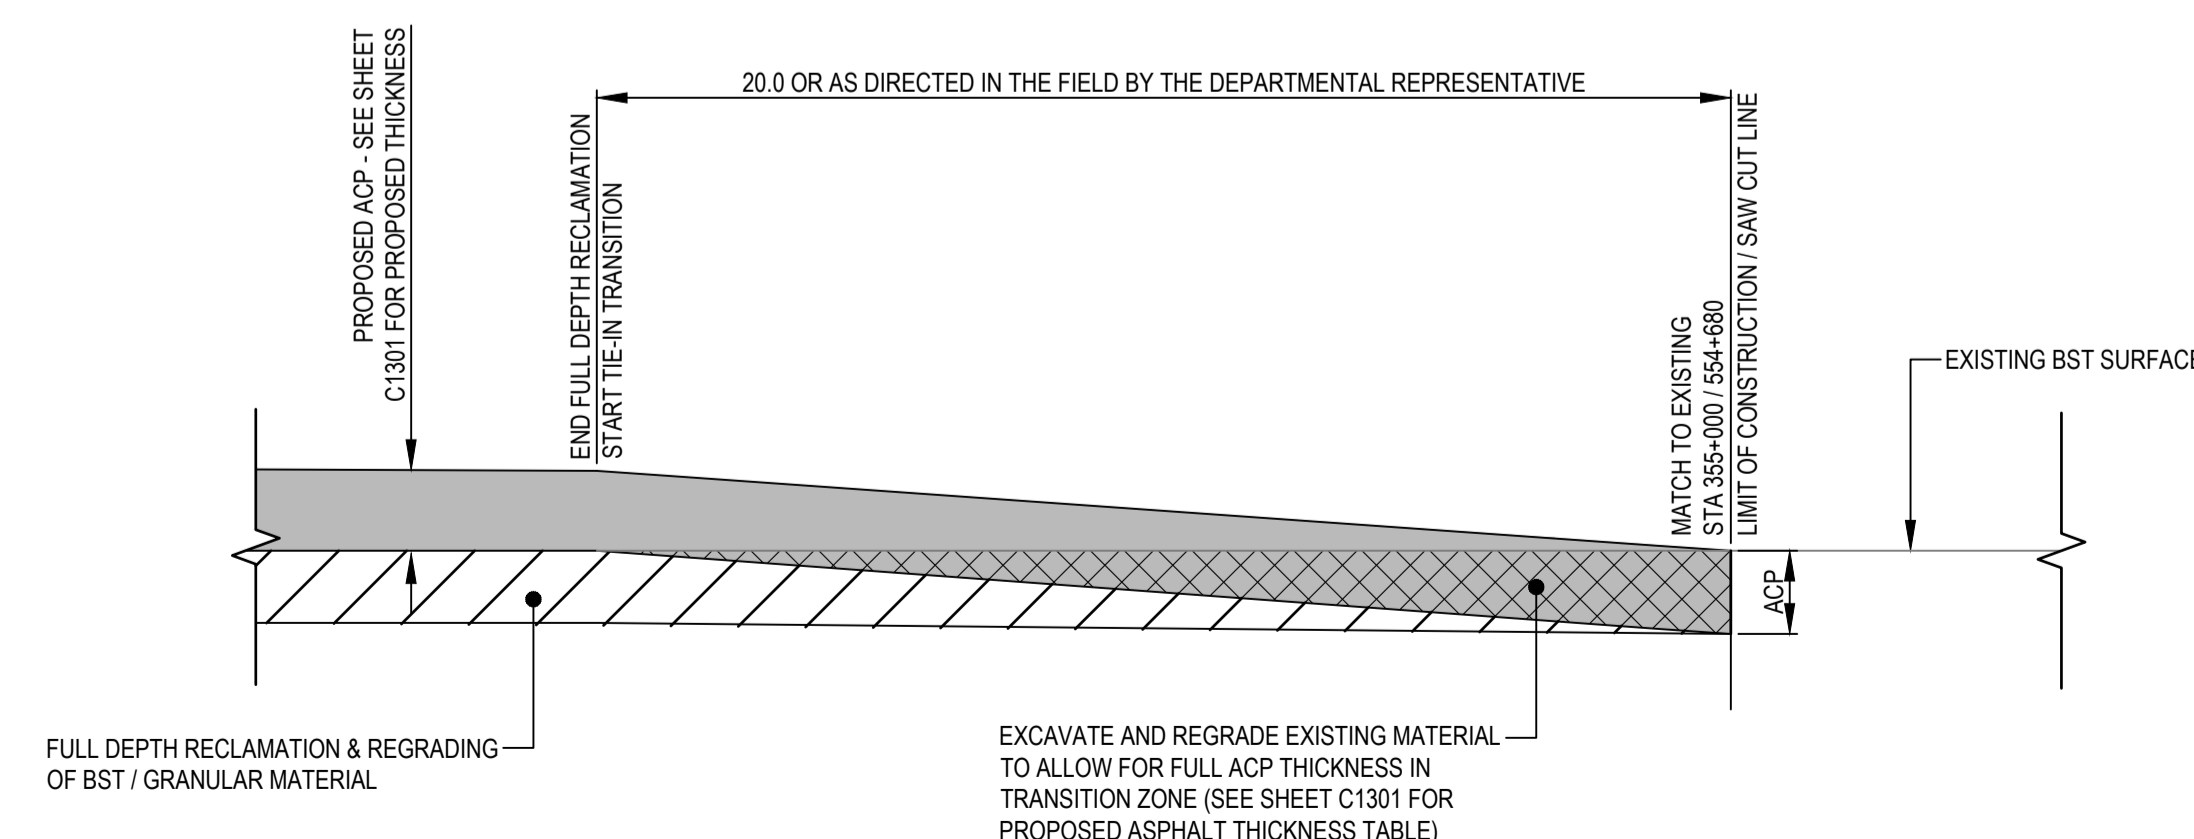 PROPOSED ACP - SEE SHEET
C1301 FOR PROPOSED THICKNESS
20.0 OR AS DIRECTED IN THE FIELD BY THE DEPARTMENTAL REPRESENTATIVE
END FULL DEPTH RECLAMATION
START TIE-IN TRANSITION
MATCH TO EXISTING
STA 355+000 / 554+680
LIMIT OF CONSTRUCTION / SAW CUT LINE
EXISTING BST SURFACE
ACP
FULL DEPTH RECLAMATION & REGRADING
OF BST / GRANULAR MATERIAL
EXCAVATE AND REGRADE EXISTING MATERIAL
TO ALLOW FOR FULL ACP THICKNESS IN
TRANSITION ZONE (SEE SHEET C1301 FOR
PROPOSED ASPHALT THICKNESS TABLE)